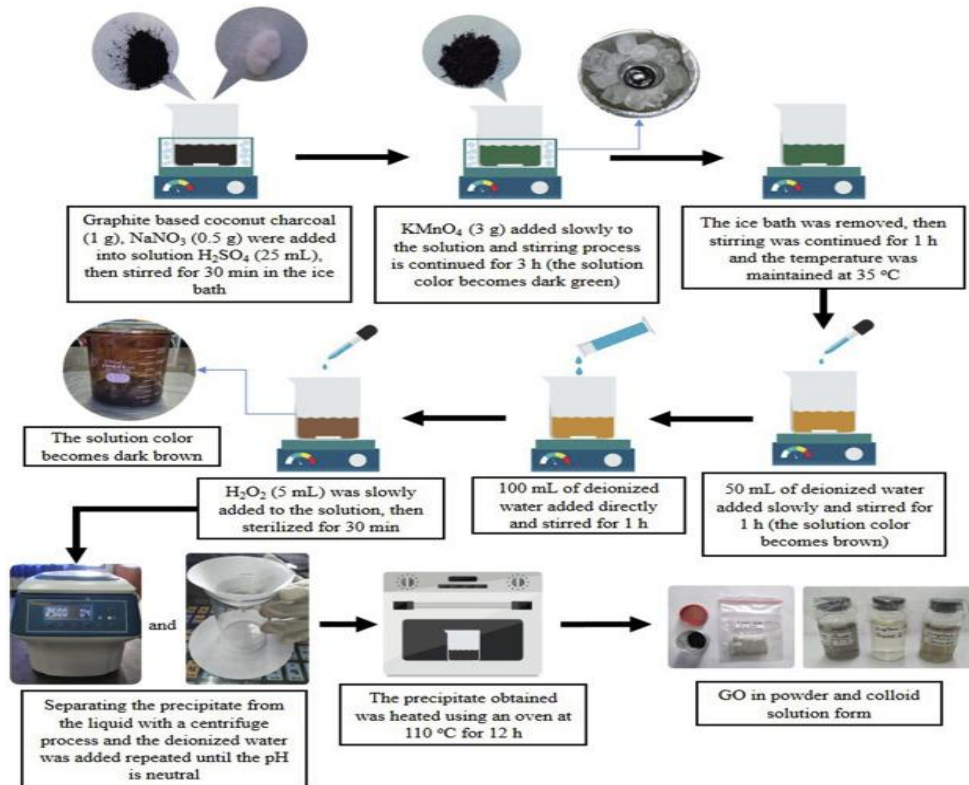 Graphite based coconut charcoal
(1 g), NaNO₃ (0.5 g) were added
into solution H₂SO₄ (25 mL),
then stirred for 30 min in the ice
bath
KMnO₄ (3 g) added slowly to
the solution and stirring process
is continued for 3 h (the solution
color becomes dark green)
The ice bath was removed, then
stirring was continued for 1 h
and the temperature was
maintained at 35 °C
50 mL of deionized water
added slowly and stirred for
1 h (the solution color
becomes brown)
100 mL of deionized
water added directly
and stirred for 1 h
H₂O₂ (5 mL) was slowly
added to the solution, then
sterilized for 30 min
The solution color
becomes dark brown
and
Separating the precipitate from
the liquid with a centrifuge
process and the deionized water
was added repeated until the pH
is neutral
The precipitate obtained
was heated using an oven at
110 °C for 12 h
GO in powder and colloid
solution form